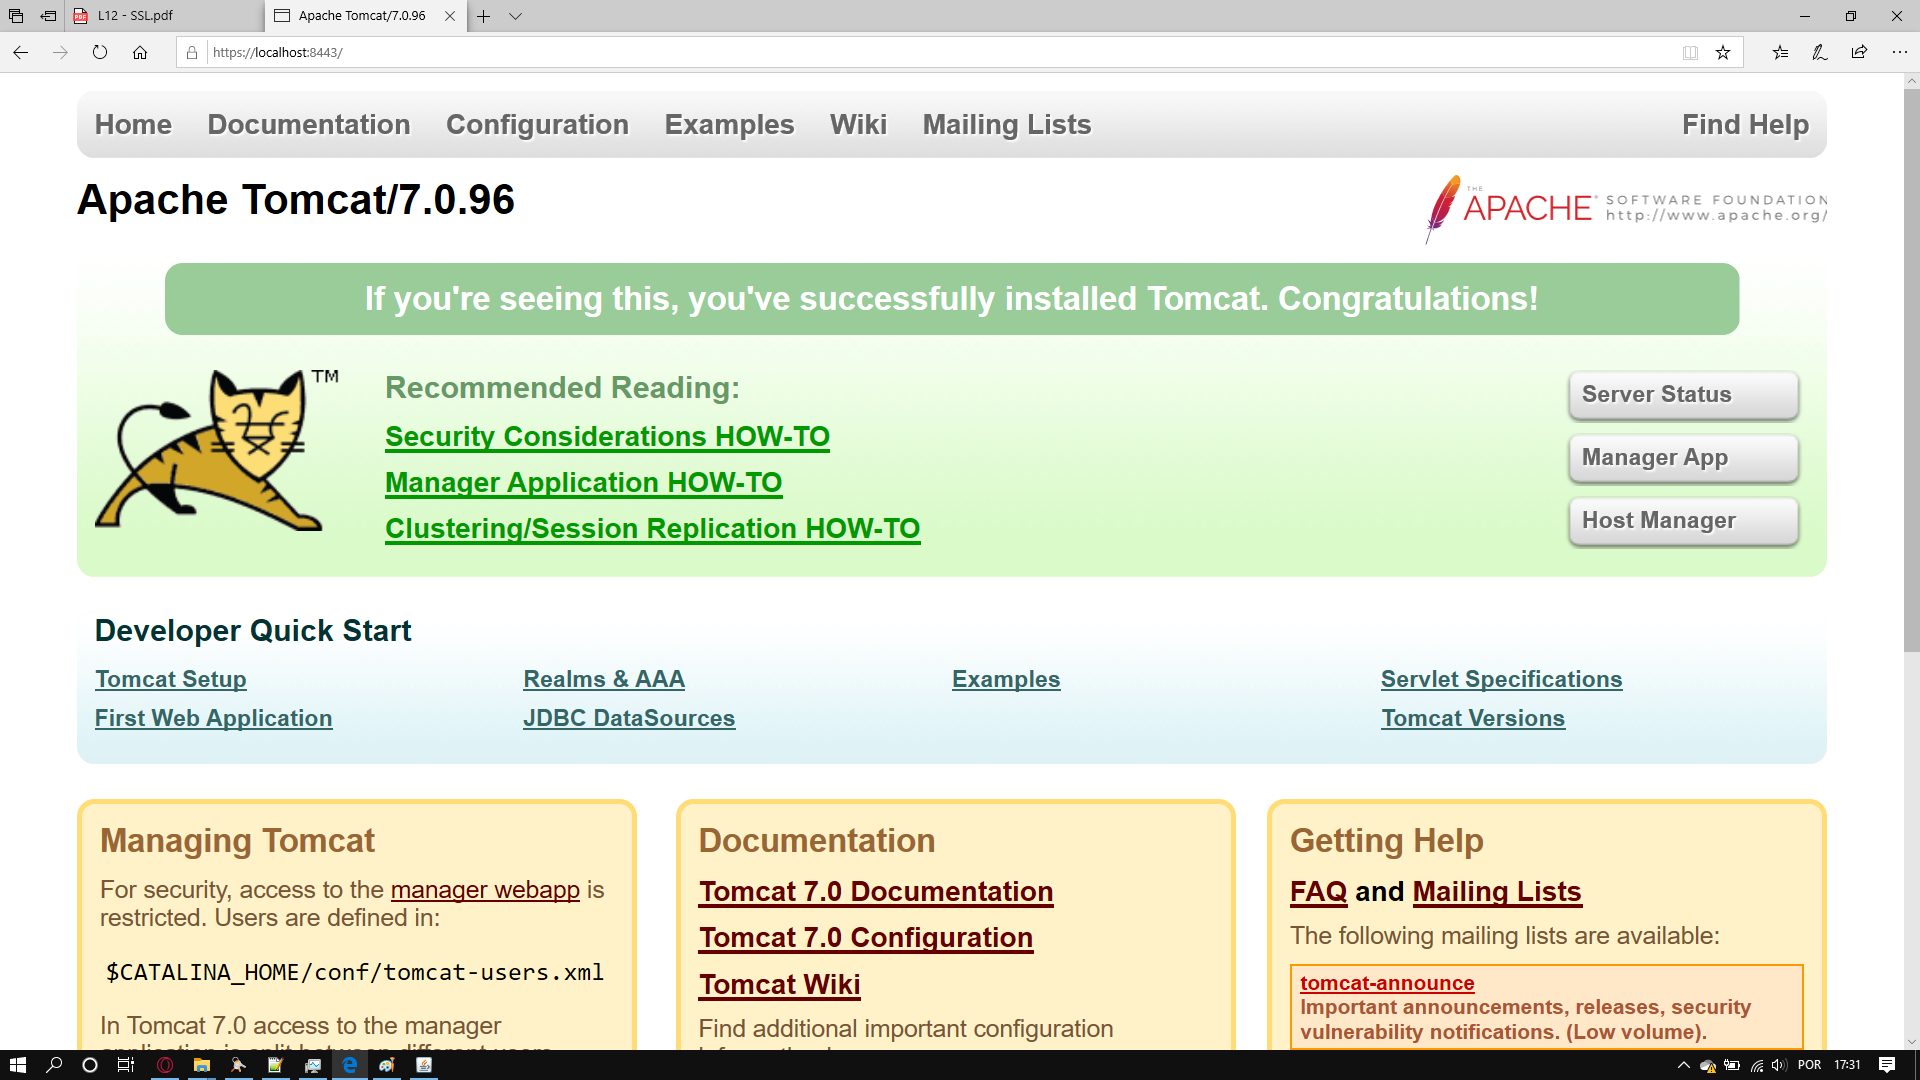 L12 - SSL.pdf
Apache Tomcat/7.0.96
https://localhost:8443/
Home Documentation Configuration Examples Wiki Mailing Lists Find Help
Apache Tomcat/7.0.96
THE APACHE® SOFTWARE FOUNDATION
http://www.apache.org/
If you're seeing this, you've successfully installed Tomcat. Congratulations!
TM
Recommended Reading:
Security Considerations HOW-TO
Manager Application HOW-TO
Clustering/Session Replication HOW-TO
Server Status
Manager App
Host Manager
Developer Quick Start
Tomcat Setup
Realms & AAA
Examples
Servlet Specifications
First Web Application
JDBC DataSources
Tomcat Versions
Managing Tomcat
For security, access to the manager webapp is
restricted. Users are defined in:
$CATALINA_HOME/conf/tomcat-users.xml
In Tomcat 7.0 access to the manager
application is split between different users.
Documentation
Tomcat 7.0 Documentation
Tomcat 7.0 Configuration
Tomcat Wiki
Find additional important configuration
Getting Help
FAQ and Mailing Lists
The following mailing lists are available:
tomcat-announce
Important announcements, releases, security
vulnerability notifications. (Low volume).
POR
17:31